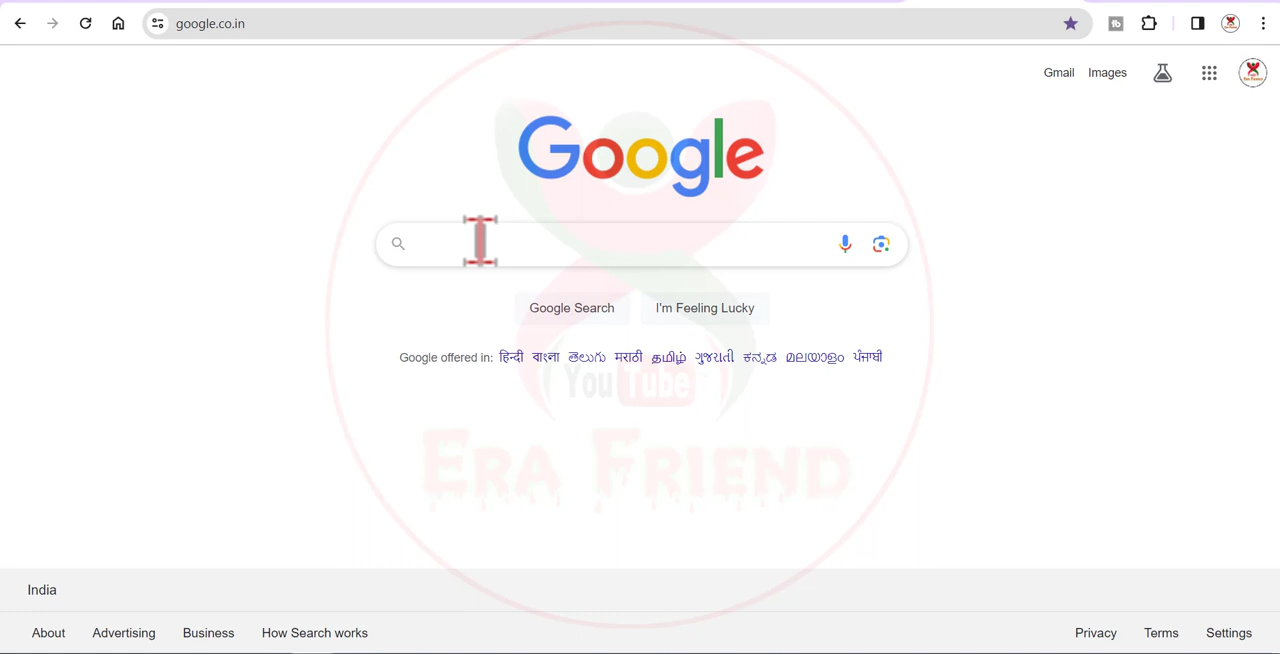 google.co.in
Gmail Images
Google
Google Search I'm Feeling Lucky
Google offered in: हिन्दी বাংলা తెలుగు मराठी தமிழ் ગુજરાતી ಕನ್ನಡ മലയാളം ਪੰਜਾਬੀ
YouTube
ERA FRIEND
India
About Advertising Business How Search works Privacy Terms Settings